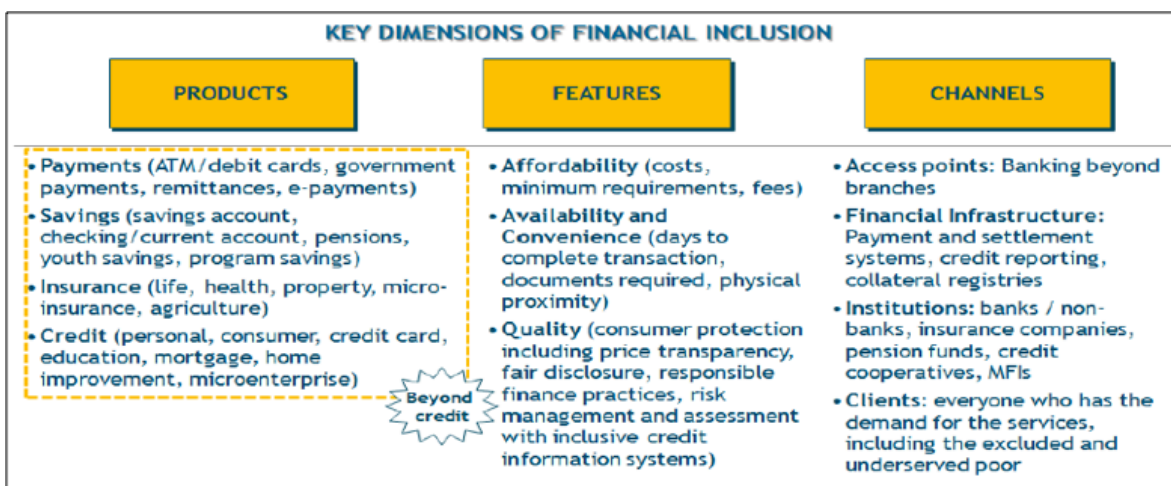 KEY DIMENSIONS OF FINANCIAL INCLUSION
PRODUCTS
• Payments (ATM/debit cards, government
payments, remittances, e-payments)
• Savings (savings account,
checking/current account, pensions,
youth savings, program savings)
• Insurance (life, health, property, micro-
insurance, agriculture)
• Credit (personal, consumer, credit card,
education, mortgage, home
improvement, microenterprise)
Beyond
credit
FEATURES
• Affordability (costs,
minimum requirements, fees)
• Availability and
Convenience (days to
complete transaction,
documents required, physical
proximity)
• Quality (consumer protection
including price transparency,
fair disclosure, responsible
finance practices, risk
management and assessment
with inclusive credit
information systems)
CHANNELS
• Access points: Banking beyond
branches
• Financial Infrastructure:
Payment and settlement
systems, credit reporting,
collateral registries
• Institutions: banks / non-
banks, insurance companies,
pension funds, credit
cooperatives, MFIs
• Clients: everyone who has the
demand for the services,
including the excluded and
underserved poor